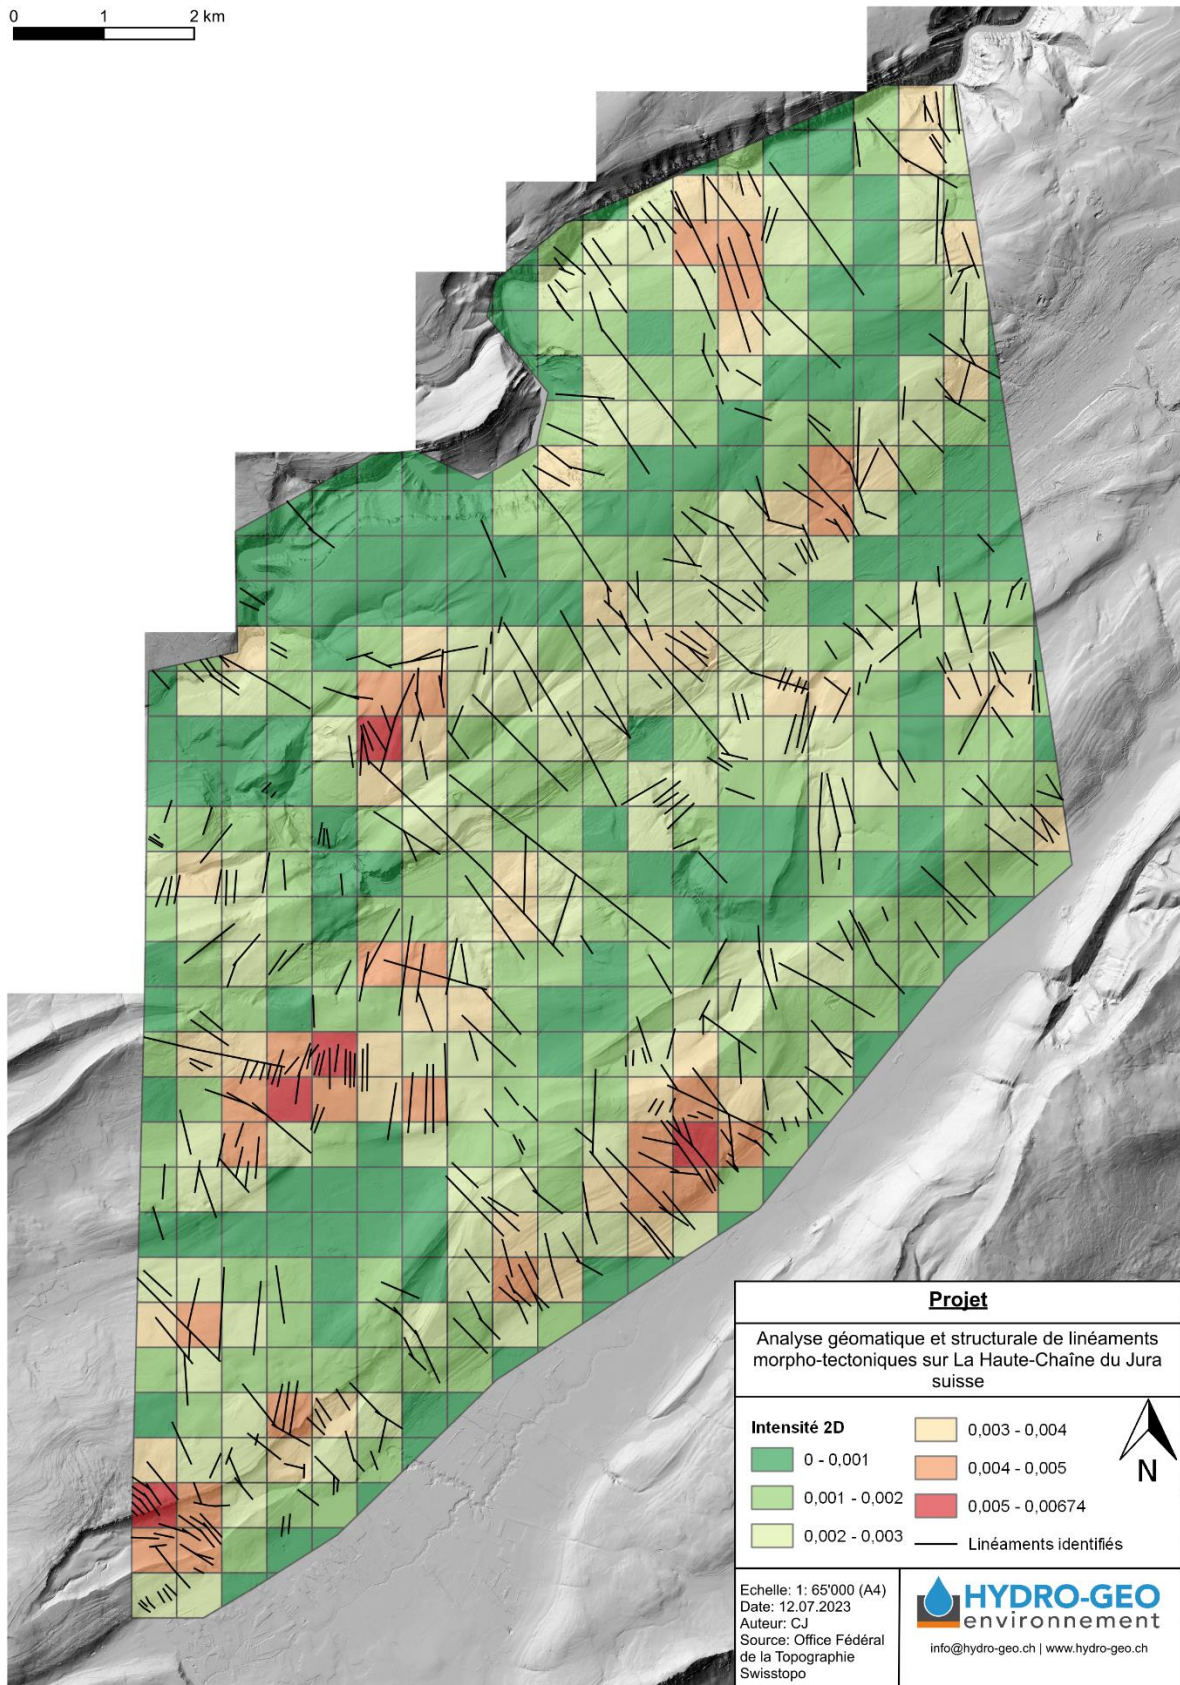 0 1 2 km
Projet
Analyse géomatique et structurale de linéaments
morpho-tectoniques sur La Haute-Chaîne du Jura
suisse
Intensité 2D
0 - 0,001
0,001 - 0,002
0,002 - 0,003
0,003 - 0,004
0,004 - 0,005
0,005 - 0,00674
Linéaments identifiés
N
Echelle: 1: 65'000 (A4)
Date: 12.07.2023
Auteur: CJ
Source: Office Fédéral
de la Topographie
Swisstopo
HYDRO-GEO
environnement
info@hydro-geo.ch | www.hydro-geo.ch